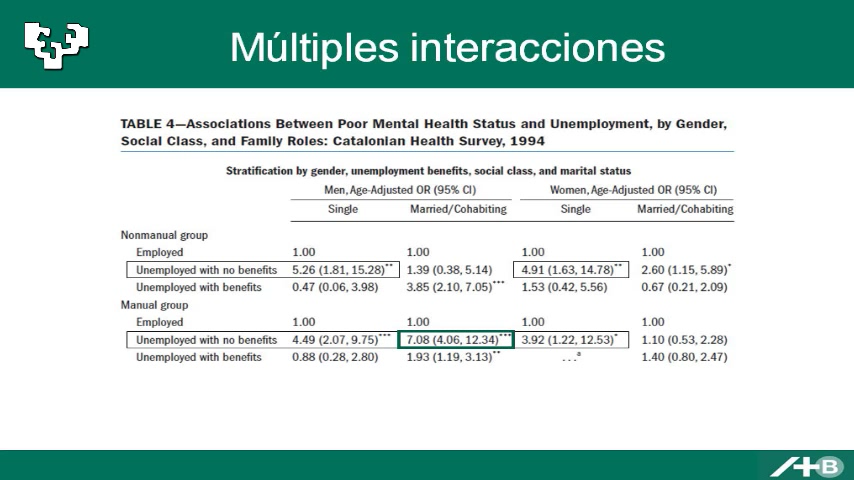 Múltiples interacciones
TABLE 4—Associations Between Poor Mental Health Status and Unemployment, by Gender,
Social Class, and Family Roles: Catalonian Health Survey, 1994
Stratification by gender, unemployment benefits, social class, and marital status
Men, Age-Adjusted OR (95% CI) Women, Age-Adjusted OR (95% CI)
Single Married/Cohabiting Single Married/Cohabiting
Nonmanual group
Employed 1.00 1.00 1.00 1.00
Unemployed with no benefits 5.26 (1.81, 15.28)** 1.39 (0.38, 5.14) 4.91 (1.63, 14.78)** 2.60 (1.15, 5.89)*
Unemployed with benefits 0.47 (0.06, 3.98) 3.85 (2.10, 7.05)*** 1.53 (0.42, 5.56) 0.67 (0.21, 2.09)
Manual group
Employed 1.00 1.00 1.00 1.00
Unemployed with no benefits 4.49 (2.07, 9.75)*** 7.08 (4.06, 12.34)*** 3.92 (1.22, 12.53)* 1.10 (0.53, 2.28)
Unemployed with benefits 0.88 (0.28, 2.80) 1.93 (1.19, 3.13)** . . .a 1.40 (0.80, 2.47)
A+B